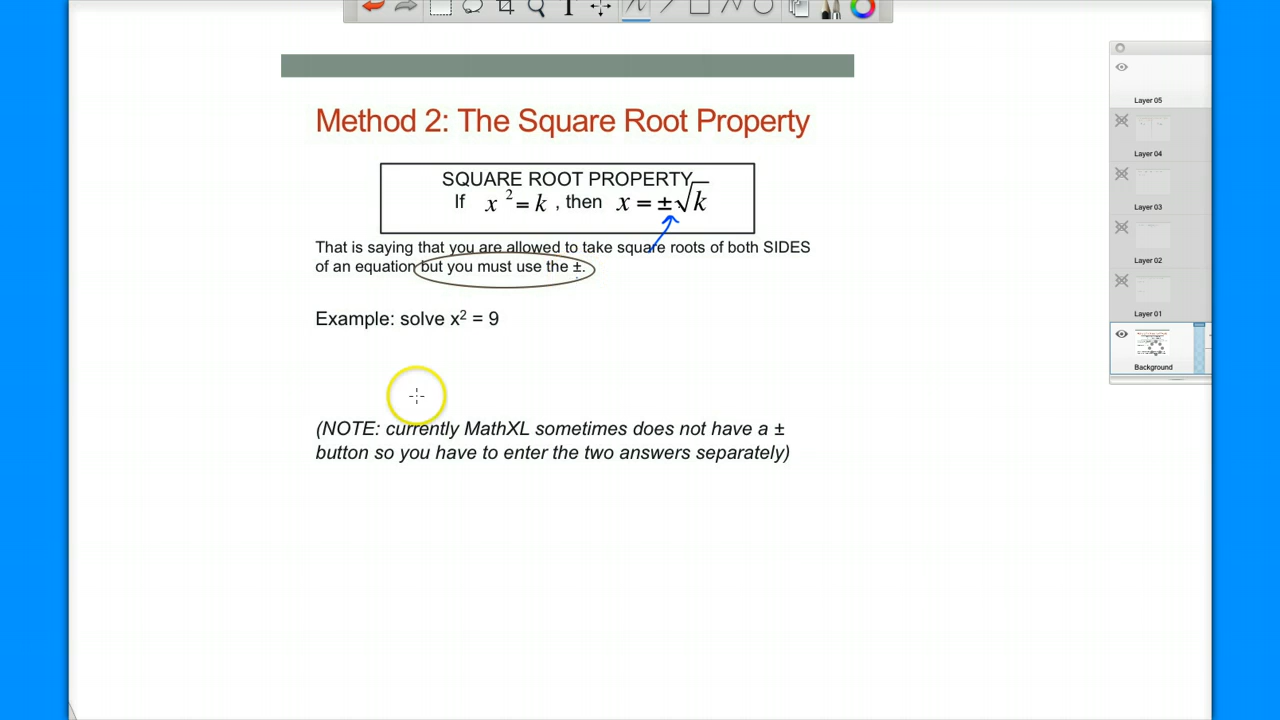 Method 2: The Square Root Property
SQUARE ROOT PROPERTY
If x² = k , then x = ±√k
That is saying that you are allowed to take square roots of both SIDES
of an equation but you must use the ±.
Example: solve x² = 9
(NOTE: currently MathXL sometimes does not have a ±
button so you have to enter the two answers separately)
Layer 05
Layer 04
Layer 03
Layer 02
Layer 01
Background